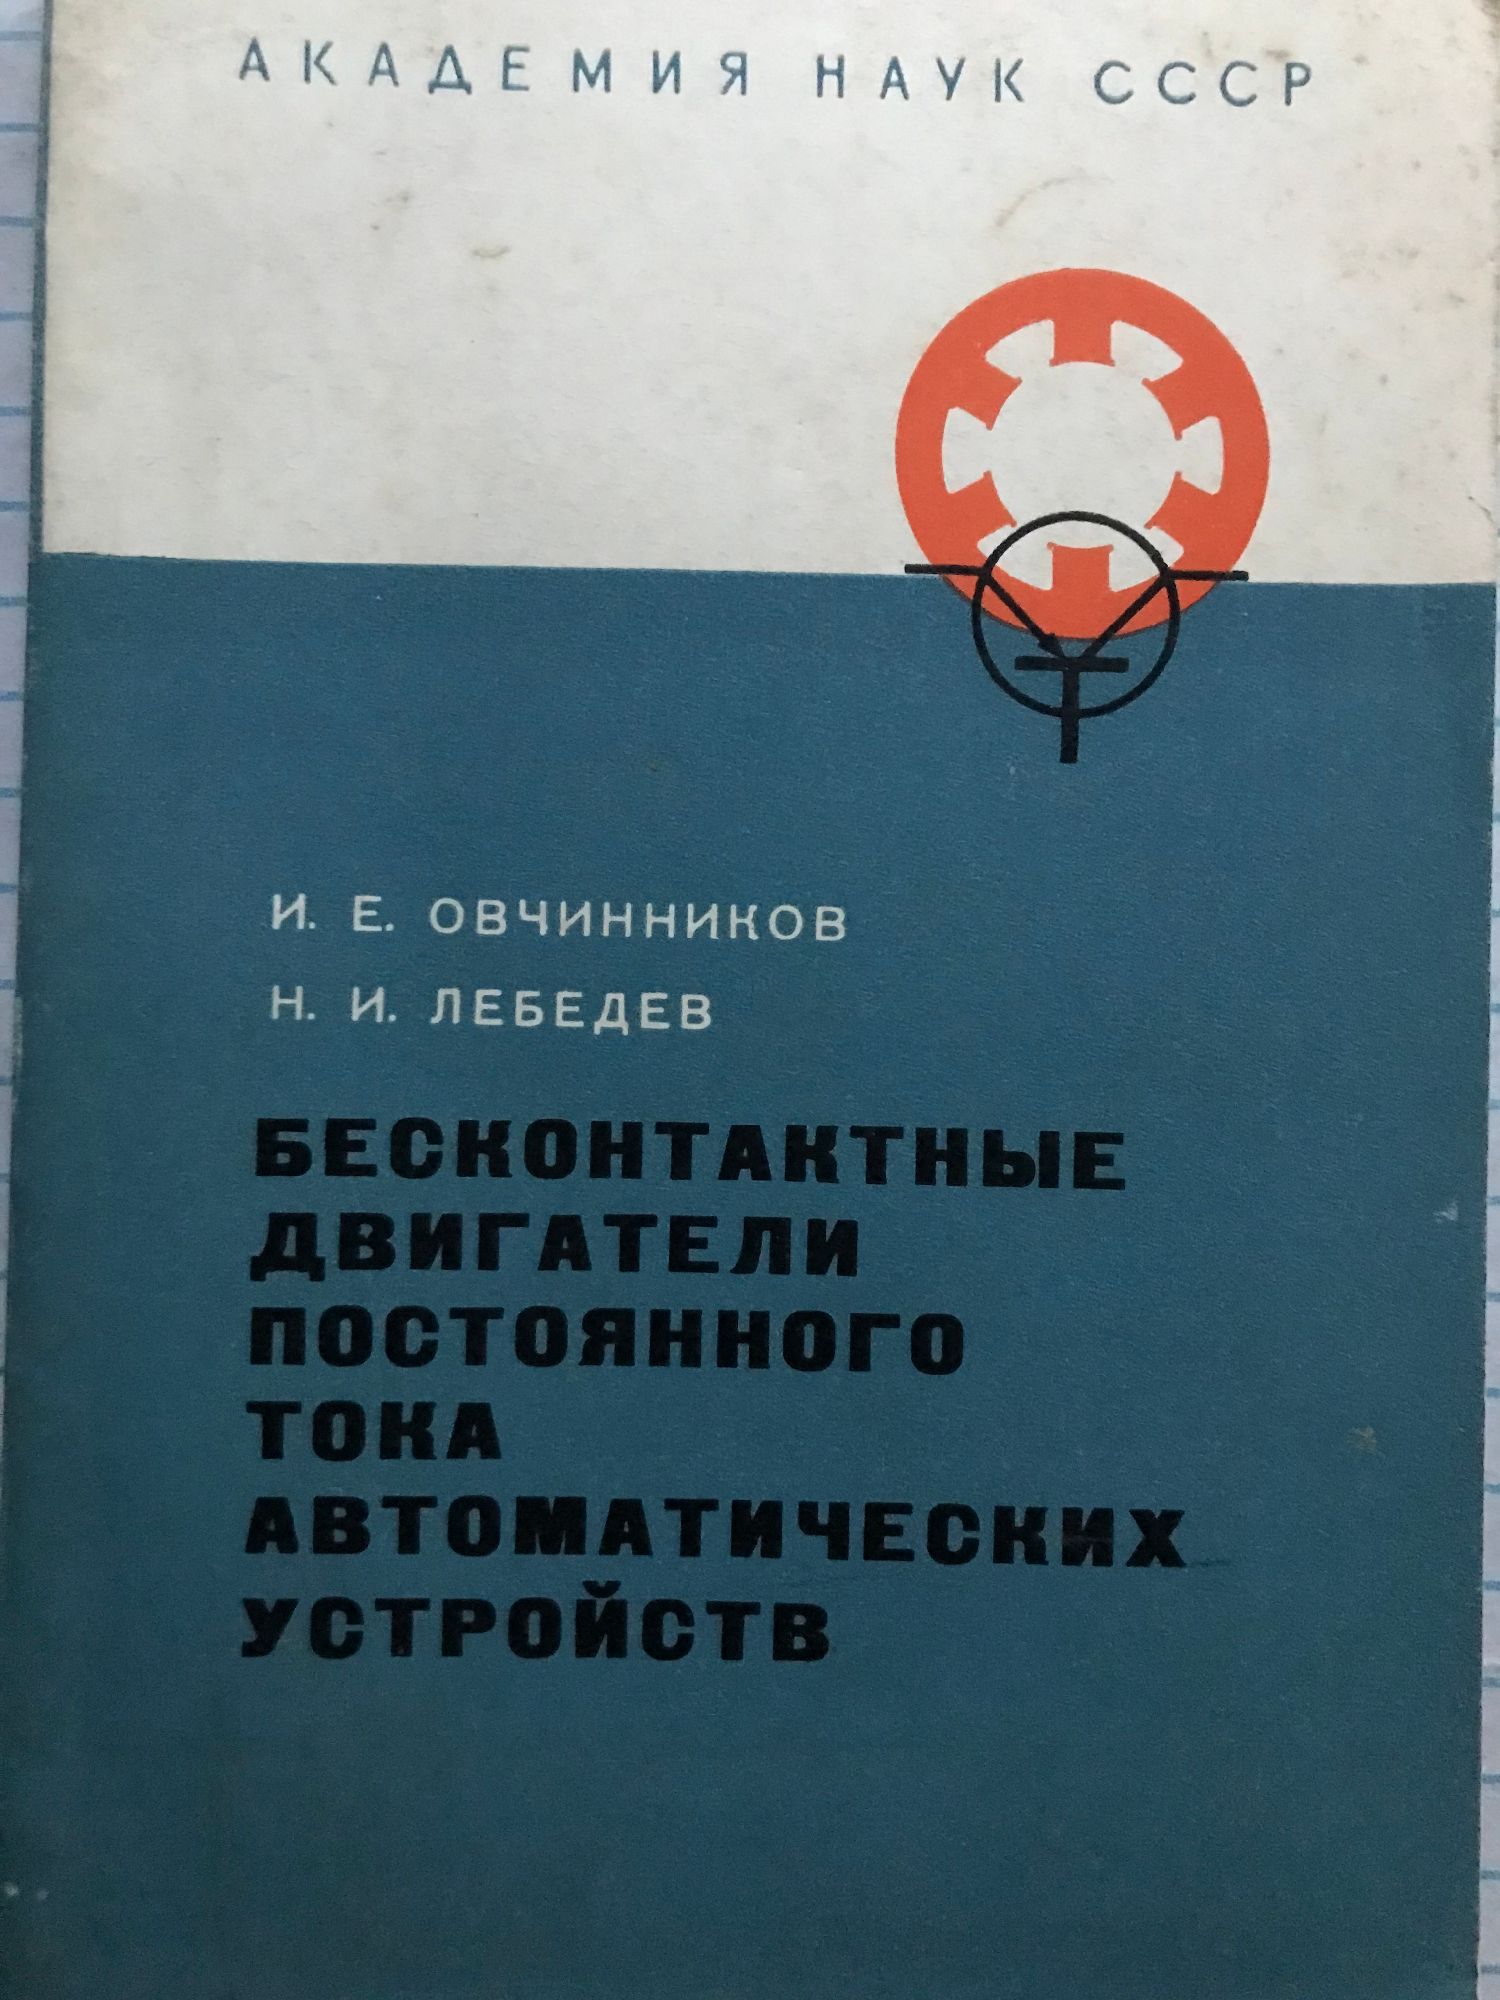 АКАДЕМИЯ НАУК СССР
И. Е. ОВЧИННИКОВ
Н. И. ЛЕБЕДЕВ
БЕСКОНТАКТНЫЕ
ДВИГАТЕЛИ
ПОСТОЯННОГО
ТОКА
АВТОМАТИЧЕСКИХ
УСТРОЙСТВ